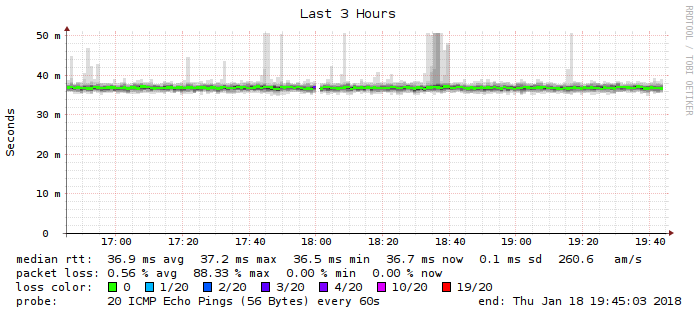 Last 3 Hours
RRDTOOL / TOBI OETIKER
Seconds
50 m
40 m
30 m
20 m
10 m
0
17:00 17:20 17:40 18:00 18:20 18:40 19:00 19:20 19:40
median rtt: 36.9 ms avg 37.2 ms max 36.5 ms min 36.7 ms now 0.1 ms sd 260.6 am/s
packet loss: 0.56 % avg 88.33 % max 0.00 % min 0.00 % now
loss color: 0 1/20 2/20 3/20 4/20 10/20 19/20
probe: 20 ICMP Echo Pings (56 Bytes) every 60s end: Thu Jan 18 19:45:03 2018